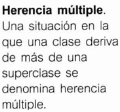 Herencia múltiple.
Una situación en la
que una clase deriva
de más de una
superclase se
denomina herencia
múltiple.